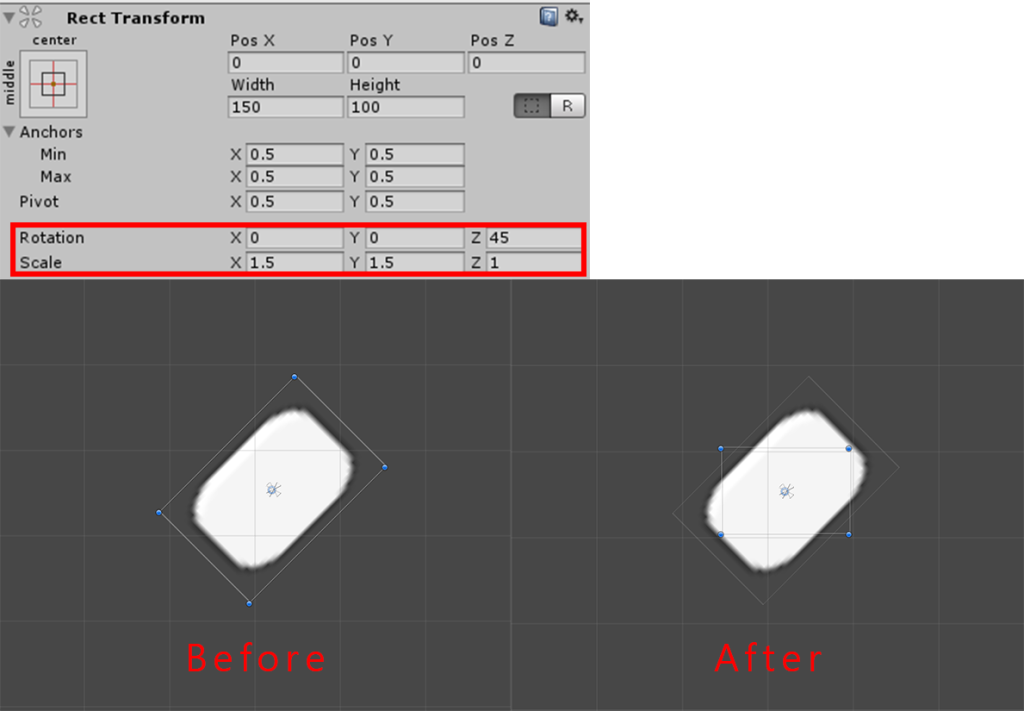 Rect Transform
center
Pos X Pos Y Pos Z
middle
0 0 0
Width Height
150 100 R
Anchors
Min X 0.5 Y 0.5
Max X 0.5 Y 0.5
Pivot X 0.5 Y 0.5
Rotation X 0 Y 0 Z 45
Scale X 1.5 Y 1.5 Z 1
Before After